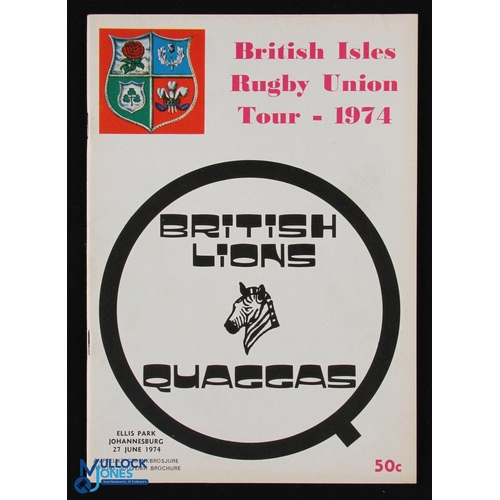 British Isles
Rugby Union
Tour - 1974
BRITISH
LIONS
QUAGGAS
ELLIS PARK
JOHANNESBURG
27 JUNE 1974
BROSJURE
BROCHURE
50c
MULLOCK
JONES